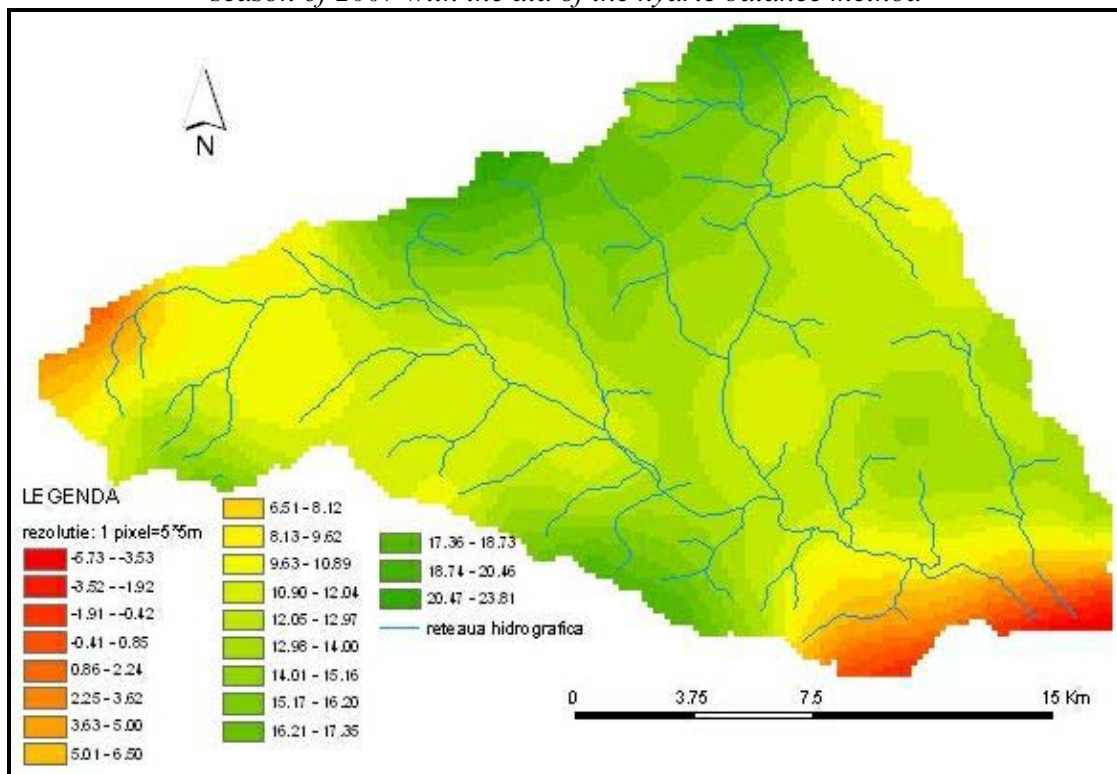 season of 2007 with the aid of the hydric balance method
N
LEGENDA
rezolutie: 1 pixel=5*5m
-6.73 - -3.53
-3.52 - -1.92
-1.91 - -0.42
-0.41 - 0.85
0.86 - 2.24
2.25 - 3.62
3.63 - 5.00
5.01 - 6.50
6.51 - 8.12
8.13 - 9.62
9.63 - 10.89
10.90 - 12.04
12.05 - 12.97
12.98 - 14.00
14.01 - 15.16
15.17 - 16.20
16.21 - 17.35
17.36 - 18.73
18.74 - 20.46
20.47 - 23.81
reteaua hidrografica
0 3.75 7.5 15 Km